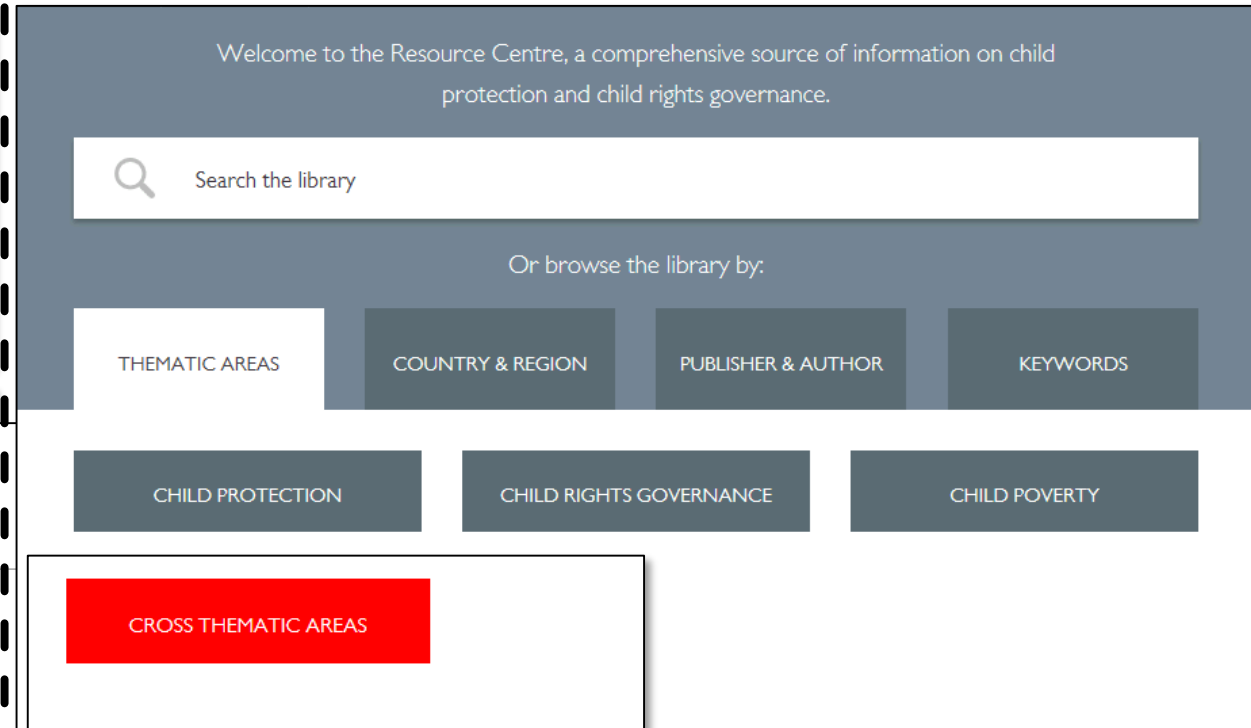 Welcome to the Resource Centre, a comprehensive source of information on child
protection and child rights governance.
Search the library
Or browse the library by:
THEMATIC AREAS
COUNTRY & REGION
PUBLISHER & AUTHOR
KEYWORDS
CHILD PROTECTION
CHILD RIGHTS GOVERNANCE
CHILD POVERTY
CROSS THEMATIC AREAS